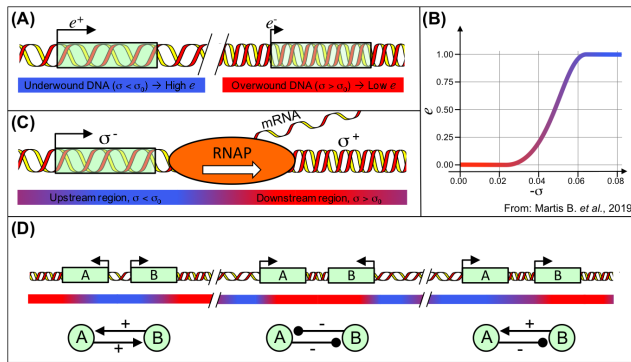 (A)
e⁺
e⁻
Underwound DNA (σ < σ₀) → High e
Overwound DNA (σ > σ₀) → Low e
(B)
e
1.00
0.75
0.50
0.25
0.00
0.00
0.02
0.04
0.06
0.08
-σ
From: Martis B. et al., 2019
(C)
σ⁻
RNAP
mRNA
σ⁺
Upstream region, σ < σ₀
Downstream region, σ > σ₀
(D)
A
B
A
B
A
B
A
+
+
B
A
-
-
B
A
+
-
B